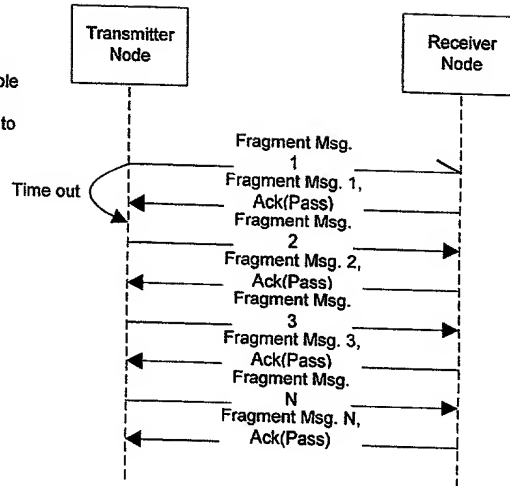 Transmitter
Node
Receiver
Node
to
Fragment Msg.
1
Time out
Fragment Msg. 1,
Ack(Pass)
Fragment Msg.
2
Fragment Msg. 2,
Ack(Pass)
Fragment Msg.
3
Fragment Msg. 3,
Ack(Pass)
Fragment Msg.
N
Fragment Msg. N,
Ack(Pass)